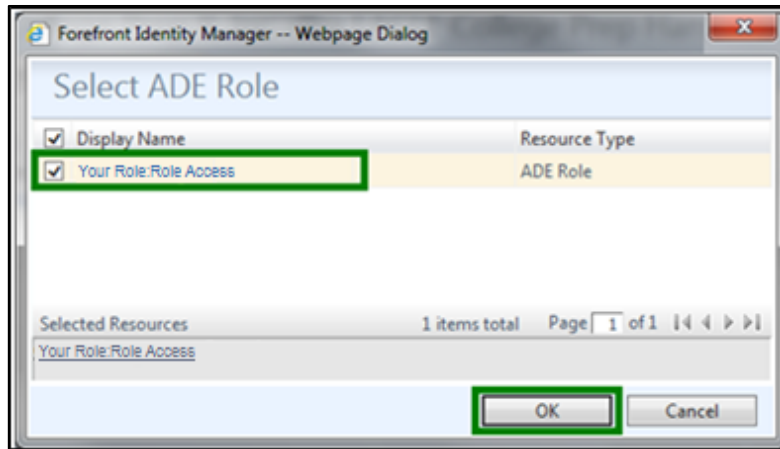 Forefront Identity Manager -- Webpage Dialog
Select ADE Role
Display Name Resource Type
Your Role:Role Access ADE Role
Selected Resources 1 items total Page 1 of 1
Your Role:Role Access
OK Cancel